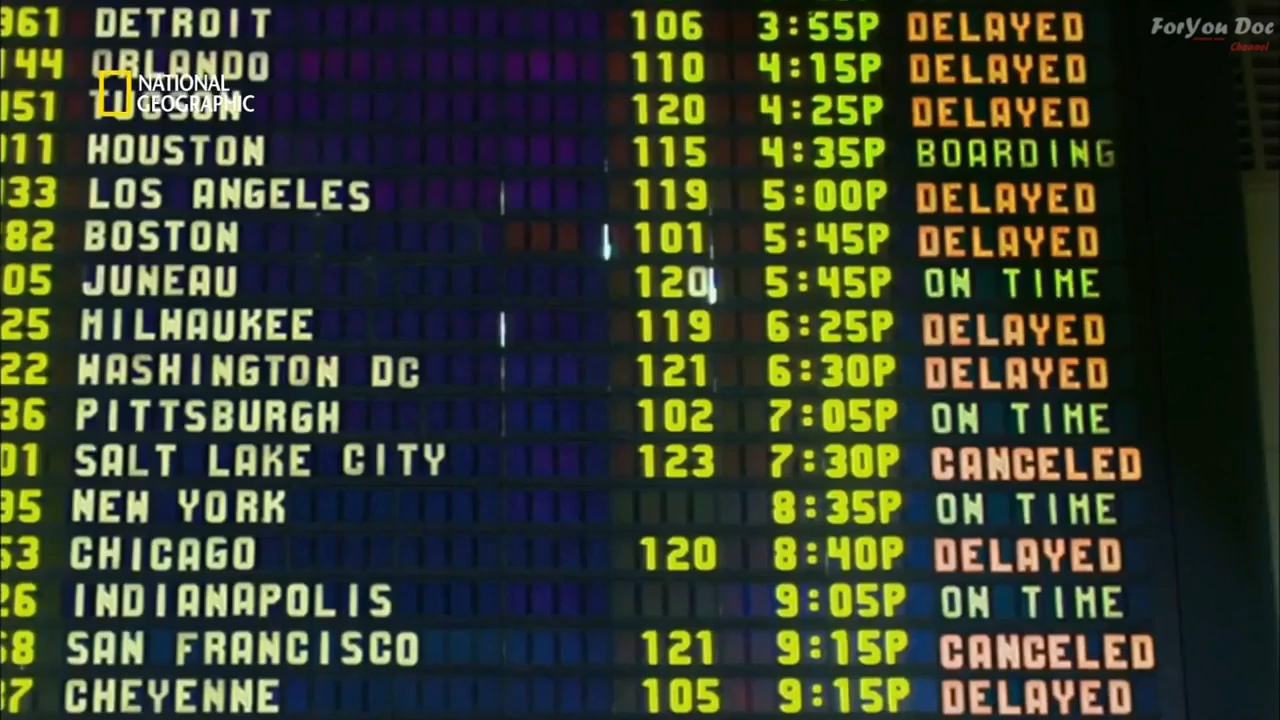 ForYou Doc
Channel
NATIONAL
GEOGRAPHIC
961 DETROIT 106 3:55P DELAYED
144 ORLANDO 110 4:15P DELAYED
151 TUCSON 120 4:25P DELAYED
11 HOUSTON 115 4:35P BOARDING
33 LOS ANGELES 119 5:00P DELAYED
82 BOSTON 101 5:45P DELAYED
05 JUNEAU 120 5:45P ON TIME
25 MILWAUKEE 119 6:25P DELAYED
22 WASHINGTON DC 121 6:30P DELAYED
36 PITTSBURGH 102 7:05P ON TIME
01 SALT LAKE CITY 123 7:30P CANCELED
95 NEW YORK 8:35P ON TIME
53 CHICAGO 120 8:40P DELAYED
26 INDIANAPOLIS 9:05P ON TIME
58 SAN FRANCISCO 121 9:15P CANCELED
37 CHEYENNE 105 9:15P DELAYED